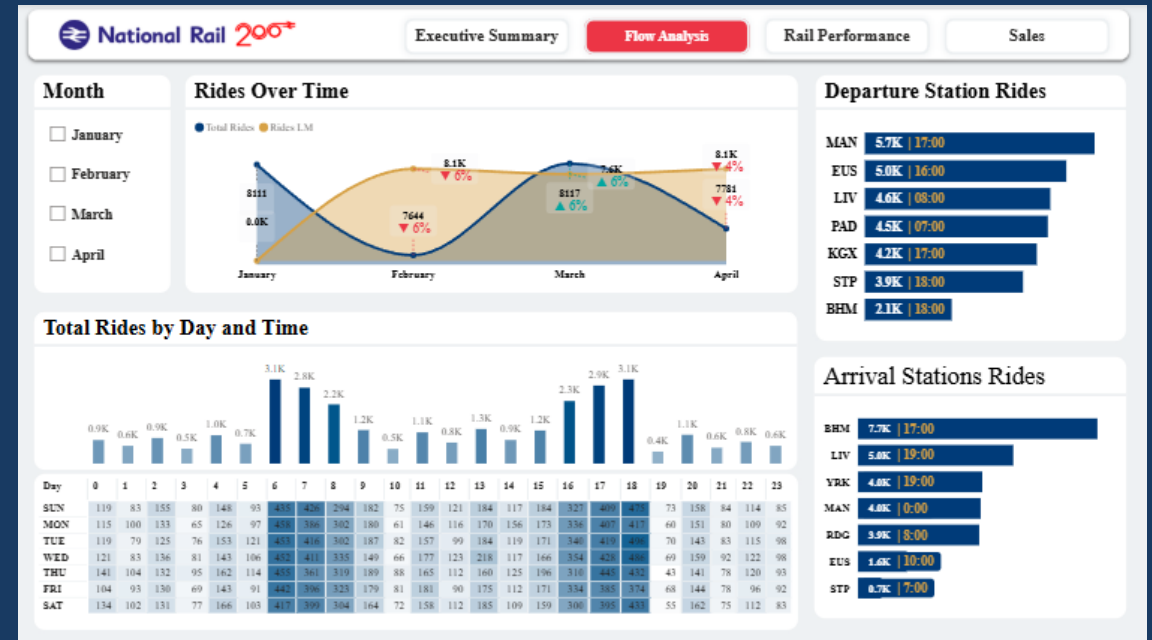 National Rail 200
Executive Summary
Flow Analysis
Rail Performance
Sales
Month
January
February
March
April
Rides Over Time
Total Rides Rides LM
8111
0.0K
8.1K
▼ 6%
7644
▼ 6%
7.6K
▲ 6%
8117
▲ 6%
8.1K
▼ 4%
7781
▼ 4%
January February March April
Departure Station Rides
MAN 5.7K | 17:00
EUS 5.0K | 16:00
LIV 4.6K | 08:00
PAD 4.5K | 07:00
KGX 4.2K | 17:00
STP 3.9K | 18:00
BHM 2.1K | 18:00
Total Rides by Day and Time
0.9K 0.6K 0.9K 0.5K 1.0K 0.7K 3.1K 2.8K 2.2K 1.2K 0.5K 1.1K 0.8K 1.3K 0.9K 1.2K 2.3K 2.9K 3.1K 0.4K 1.1K 0.6K 0.8K 0.6K
Day 0 1 2 3 4 5 6 7 8 9 10 11 12 13 14 15 16 17 18 19 20 21 22 23
SUN 119 83 155 80 148 93 435 426 294 182 75 159 121 184 117 184 327 409 475 73 158 84 114 85
MON 115 100 133 65 126 97 458 386 302 180 61 146 116 170 156 173 336 407 417 60 151 80 109 92
TUE 119 79 125 76 153 121 453 416 302 187 82 157 99 184 119 171 340 419 70 143 83 115 98
WED 121 83 136 81 143 106 452 411 335 149 66 177 123 218 117 166 354 428 69 159 92 122 98
THU 141 104 132 95 162 114 455 361 319 189 88 165 112 160 125 196 310 445 432 43 141 78 120 93
FRI 104 93 130 69 143 91 442 396 323 179 81 181 90 175 112 171 334 385 374 68 144 78 96 92
SAT 134 102 131 77 166 103 417 399 304 164 72 158 112 185 109 159 300 395 433 55 162 75 112 83
Arrival Stations Rides
BHM 7.7K | 17:00
LIV 5.0K | 19:00
YRK 4.0K | 19:00
MAN 4.0K | 0:00
RDG 3.9K | 8:00
EUS 1.6K | 10:00
STP 0.7K | 7:00